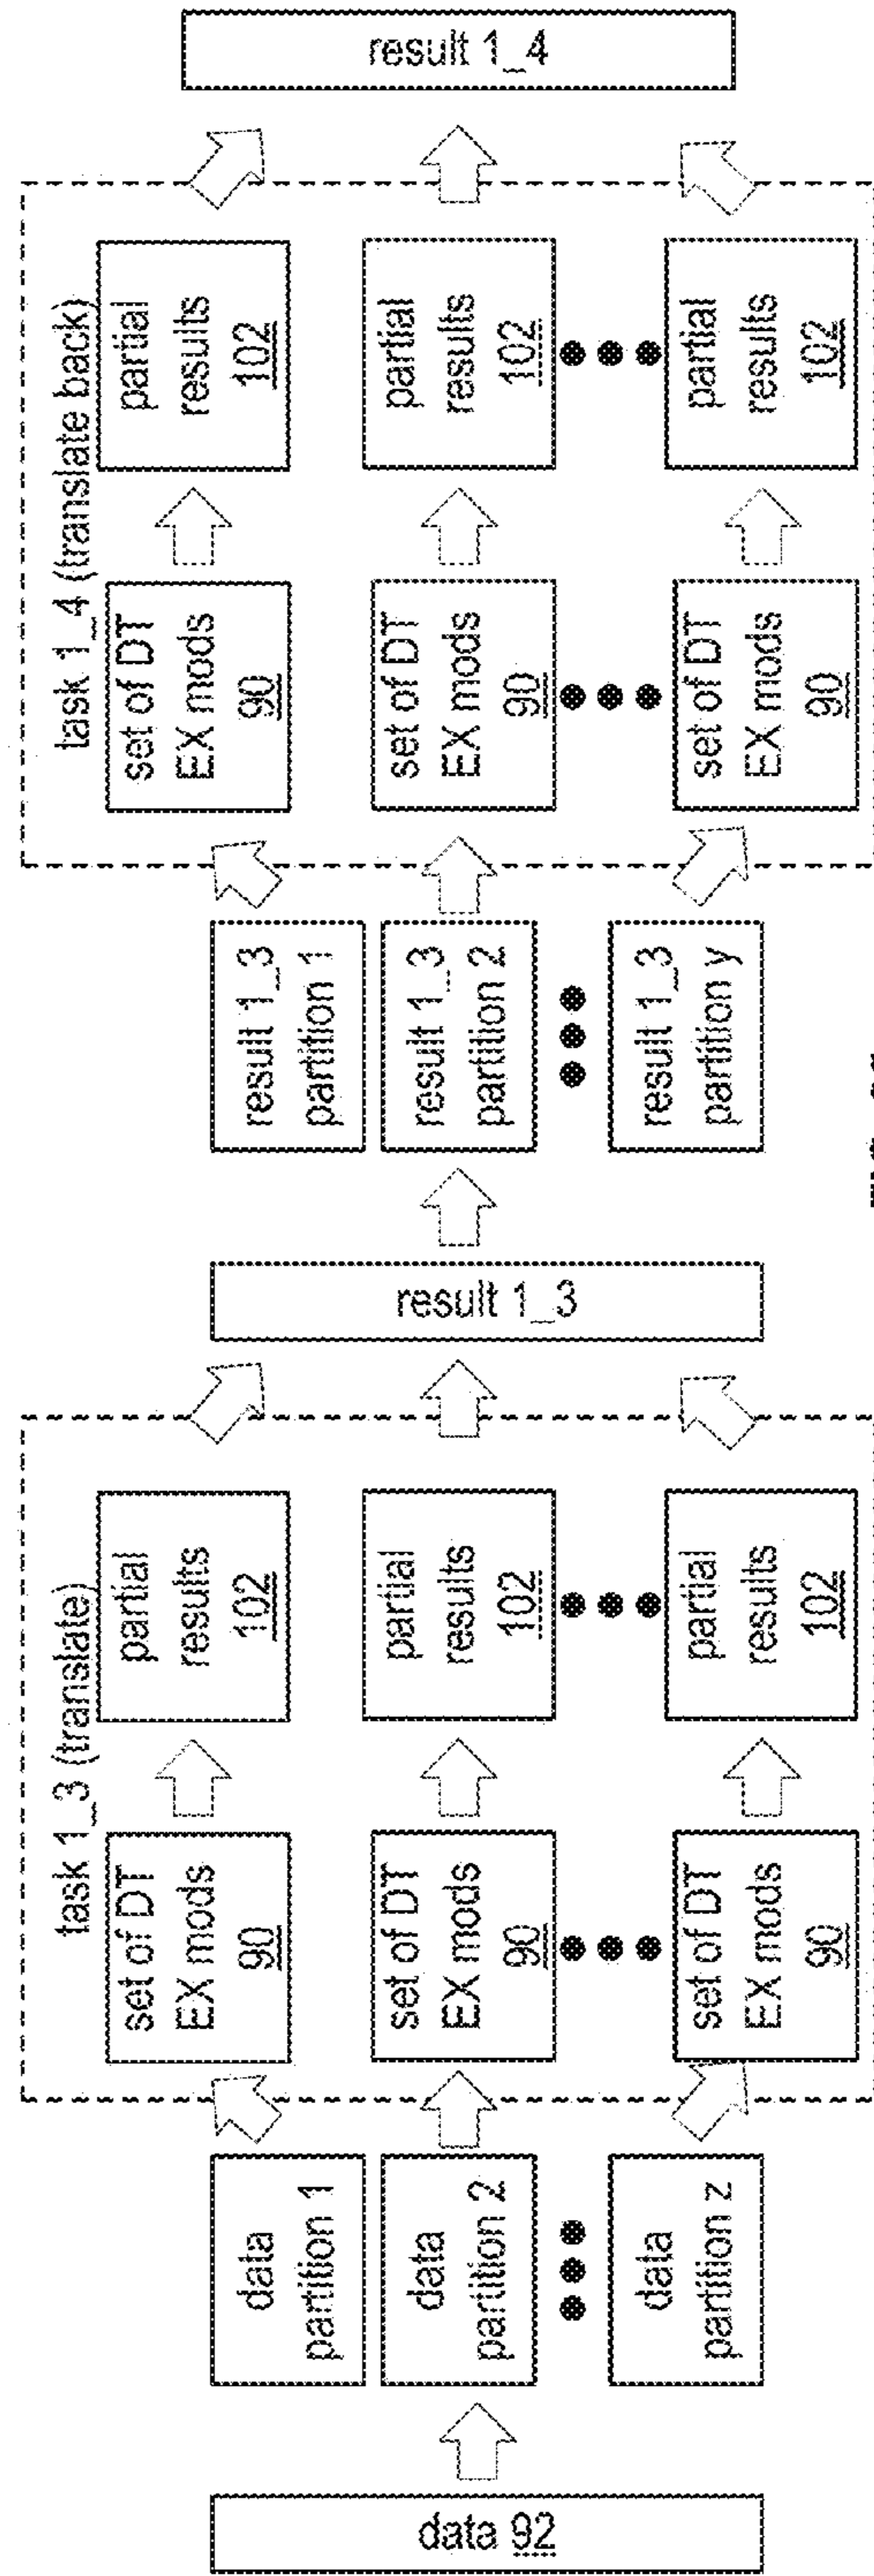 data 92
data
partition 1
data
partition 2
data
partition z
task 1_3 (translate)
set of DT
EX mods
90
partial
results
102
set of DT
EX mods
90
partial
results
102
set of DT
EX mods
90
partial
results
102
result 1_3
result 1_3
partition 1
result 1_3
partition 2
result 1_3
partition y
task 1_4 (translate back)
set of DT
EX mods
90
partial
results
102
set of DT
EX mods
90
partial
results
102
set of DT
EX mods
90
partial
results
102
result 1_4